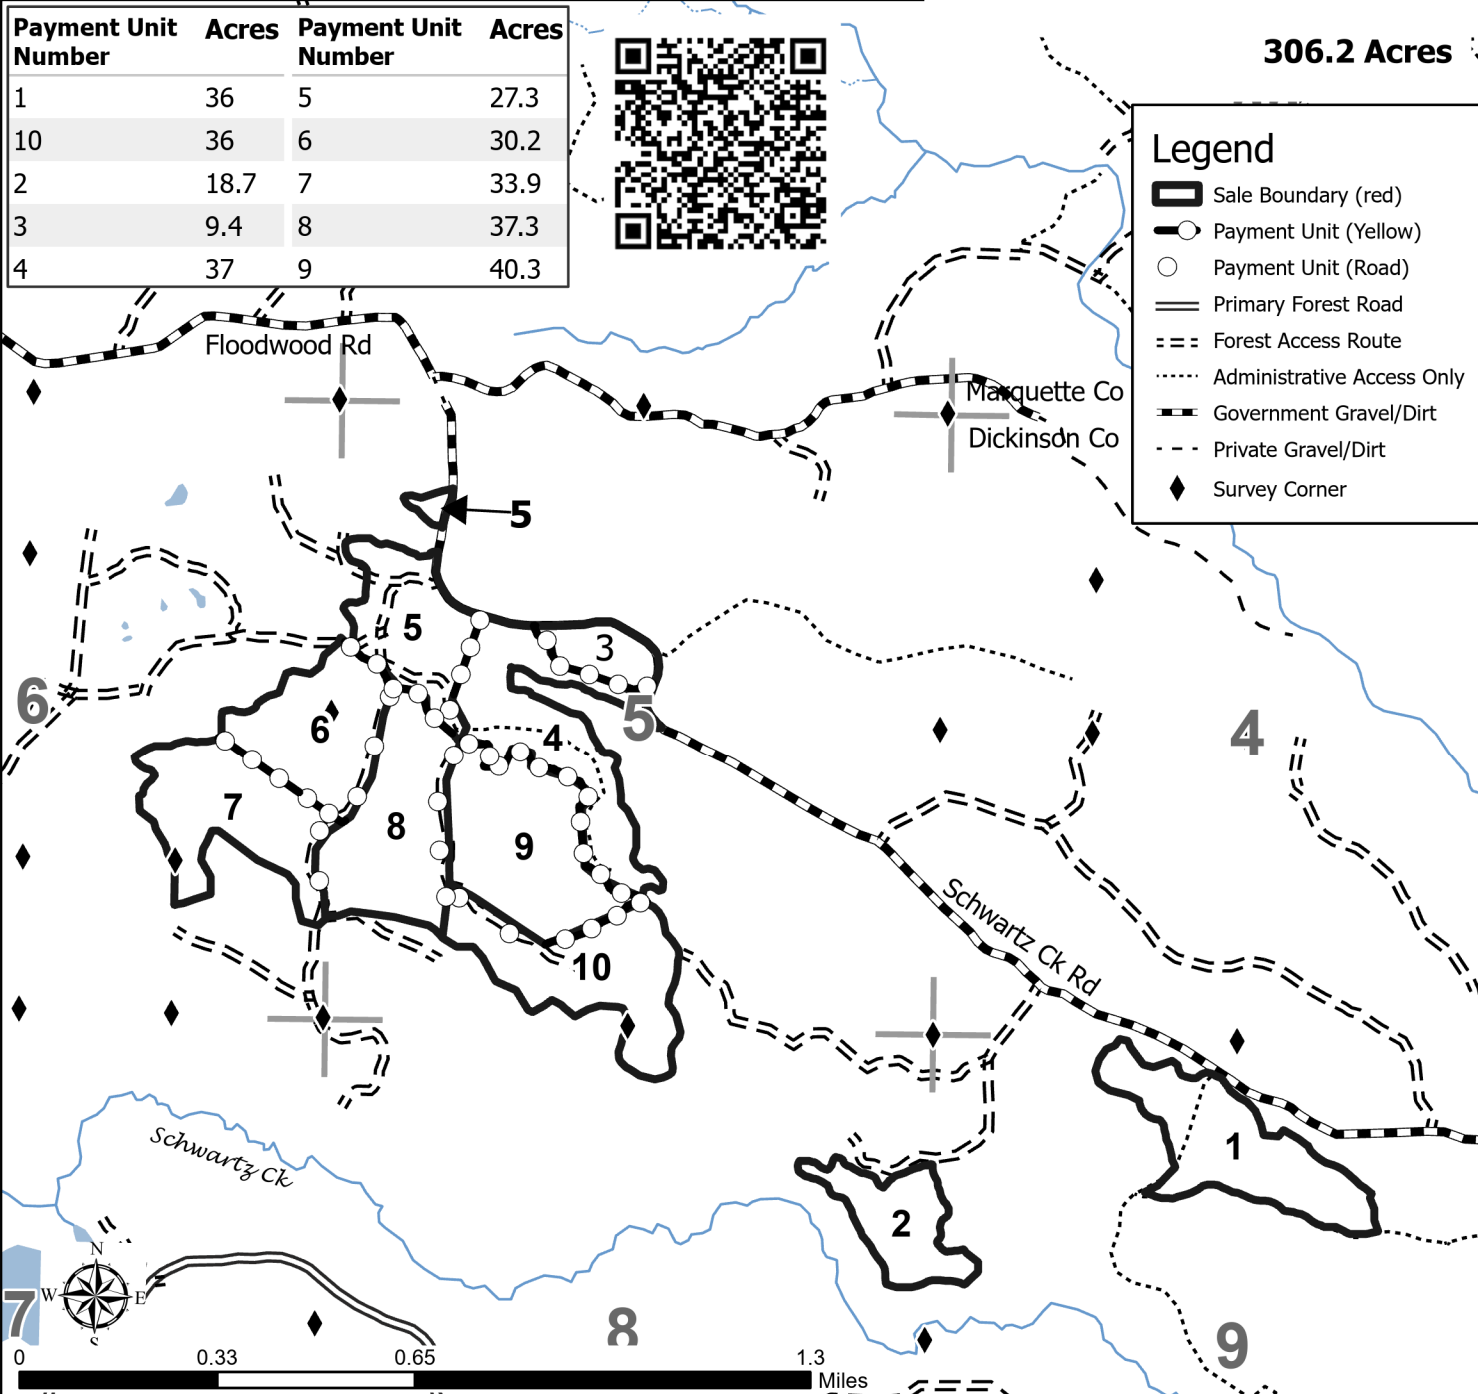 Payment Unit Number Acres Payment Unit Number Acres
1 36 5 27.3
10 36 6 30.2
2 18.7 7 33.9
3 9.4 8 37.3
4 37 9 40.3
306.2 Acres
Legend
Sale Boundary (red)
Payment Unit (Yellow)
Payment Unit (Road)
Primary Forest Road
Forest Access Route
Administrative Access Only
Government Gravel/Dirt
Private Gravel/Dirt
Survey Corner
Floodwood Rd
Marquette Co
Dickinson Co
5
5
3
6
5
4
6
4
7
8
9
10
Schwartz Ck Rd
1
Schwartz Ck
2
N
W E
S
7
8
9
0 0.33 0.65 1.3
Miles